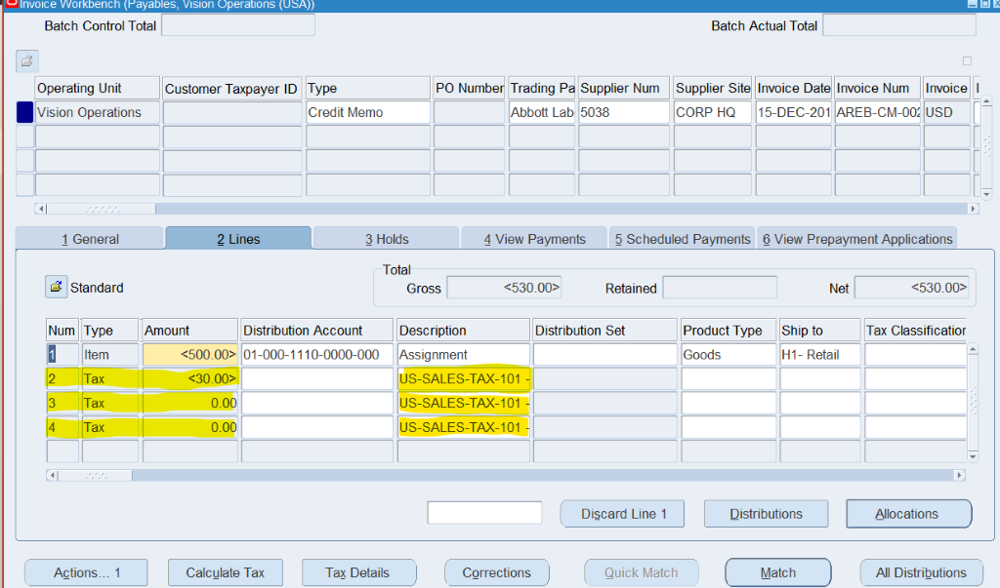 Invoice Workbench (Payables, Vision Operations (USA))
Batch Control Total
Batch Actual Total
Operating Unit Customer Taxpayer ID Type PO Number Trading Pa Supplier Num Supplier Site Invoice Date Invoice Num Invoice
Vision Operations Credit Memo Abbott Lab 5038 CORP HQ 15-DEC-201 AREB-CM-002 USD
1 General 2 Lines 3 Holds 4 View Payments 5 Scheduled Payments 6 View Prepayment Applications
Total
Standard Gross <530.00> Retained Net <530.00>
Num Type Amount Distribution Account Description Distribution Set Product Type Ship to Tax Classification
1 Item <500.00> 01-000-1110-0000-000 Assignment Goods H1- Retail
2 Tax <30.00> US-SALES-TAX-101 -
3 Tax 0.00 US-SALES-TAX-101 -
4 Tax 0.00 US-SALES-TAX-101 -
Discard Line 1 Distributions Allocations
Actions... 1 Calculate Tax Tax Details Corrections Quick Match Match All Distributions